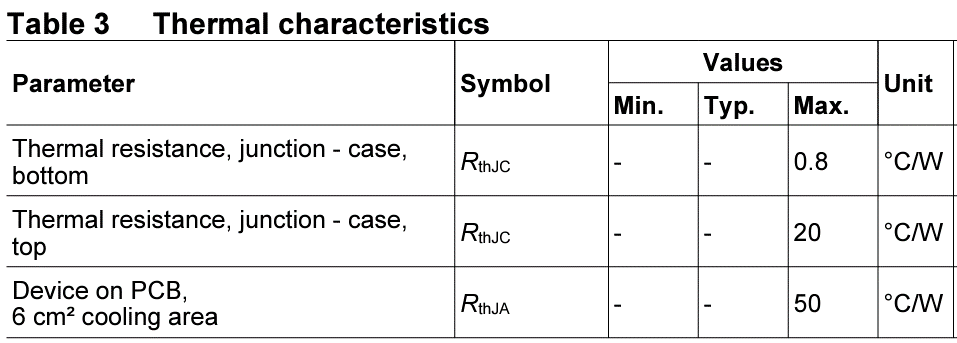 Table 3 Thermal characteristics
Parameter Symbol Values Unit
Min. Typ. Max.
Thermal resistance, junction - case,
bottom RthJC - - 0.8 °C/W
Thermal resistance, junction - case,
top RthJC - - 20 °C/W
Device on PCB,
6 cm² cooling area RthJA - - 50 °C/W